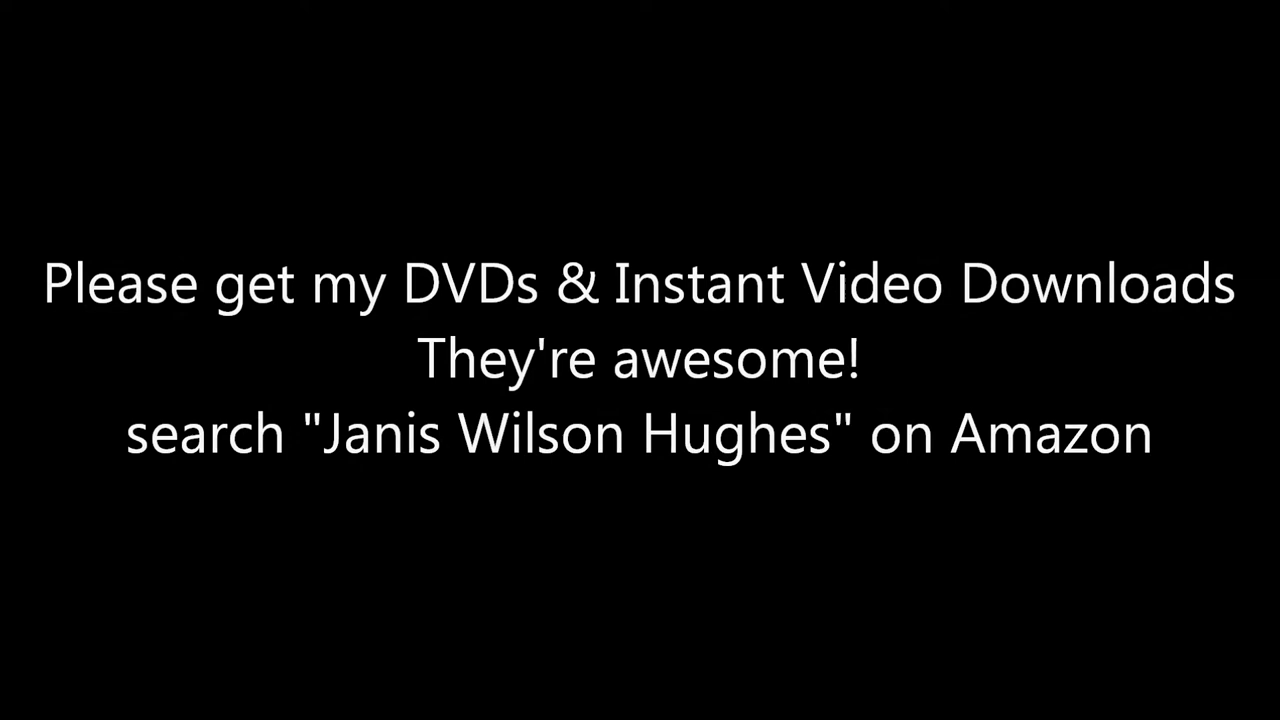 Please get my DVDs & Instant Video Downloads
They're awesome!
search "Janis Wilson Hughes" on Amazon